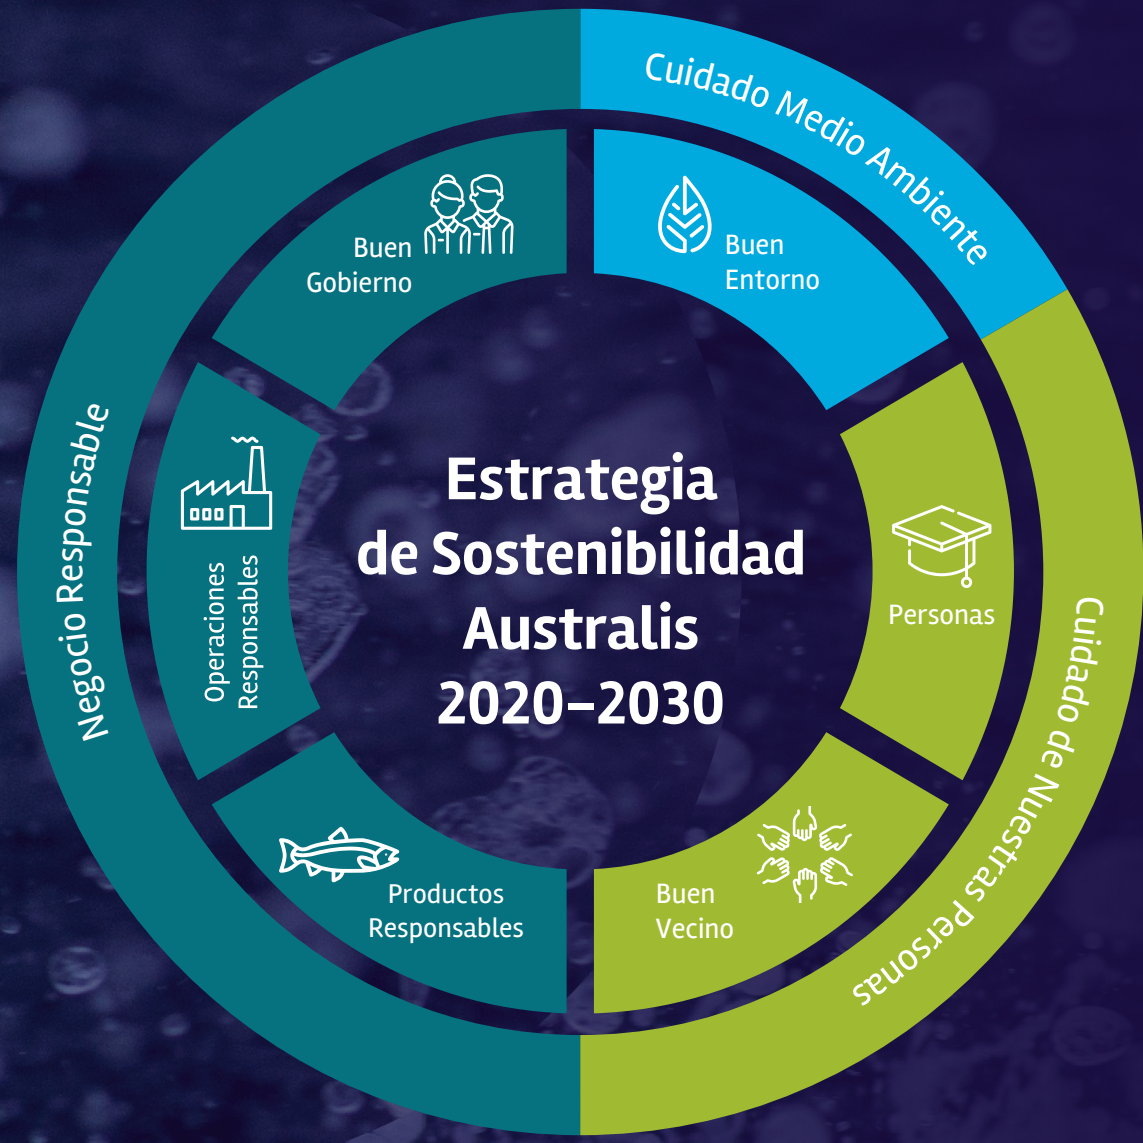 Cuidado Medio Ambiente
Buen
Gobierno
Buen
Entorno
Negocio Responsable
Operaciones
Responsables
Estrategia
de Sostenibilidad
Australis
2020–2030
Personas
Cuidado de Nuestras Personas
Productos
Responsables
Buen
Vecino